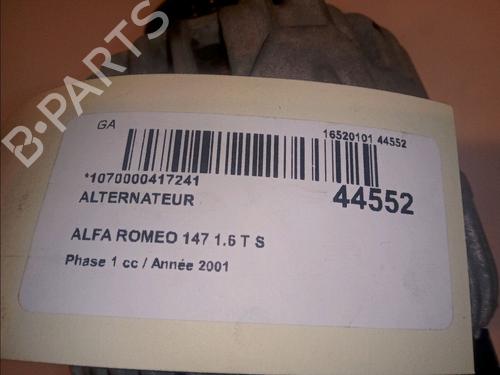 B-PARTS
GA
16520101 44552
*1070000417241
ALTERNATEUR
44552
ALFA ROMEO 147 1.6 T S
Phase 1 cc / Année 2001